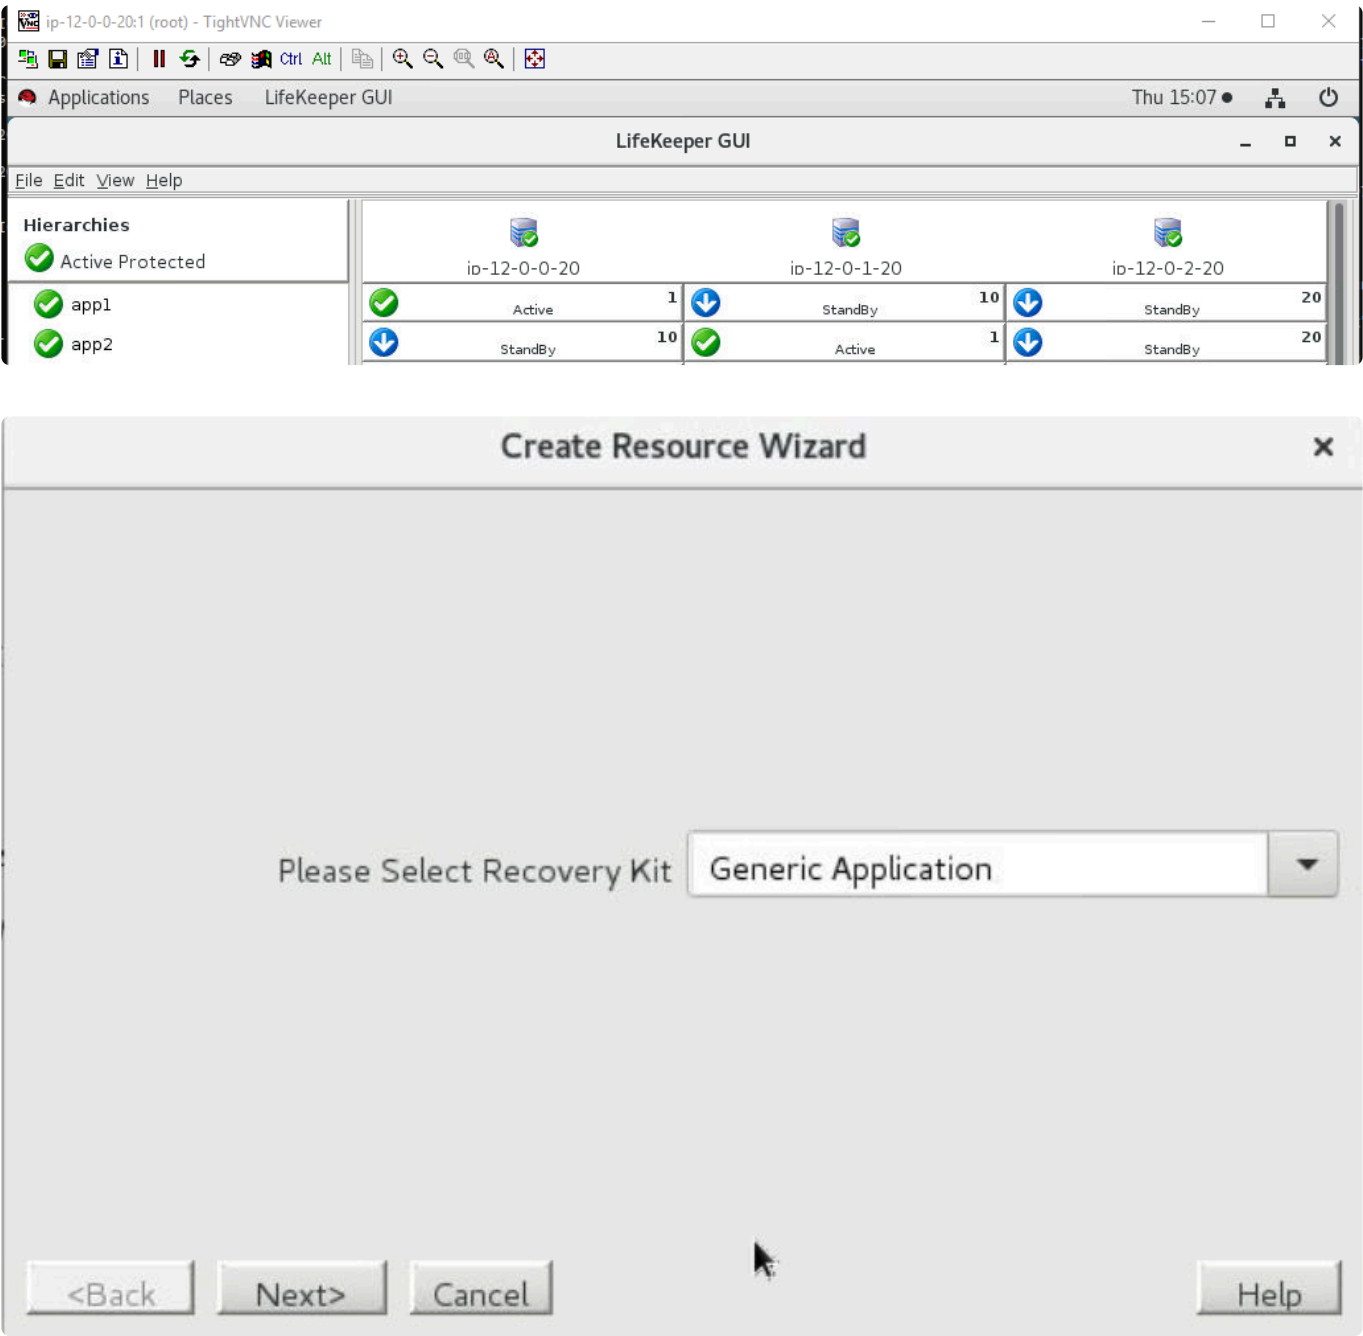 ip-12-0-0-20:1 (root) - TightVNC Viewer
Ctrl Alt
Applications Places LifeKeeper GUI Thu 15:07
LifeKeeper GUI
File Edit View Help
Hierarchies
Active Protected
ip-12-0-0-20 ip-12-0-1-20 ip-12-0-2-20
app1 Active 1 StandBy 10 StandBy 20
app2 StandBy 10 Active 1 StandBy 20
Create Resource Wizard
Please Select Recovery Kit Generic Application
<Back Next> Cancel Help